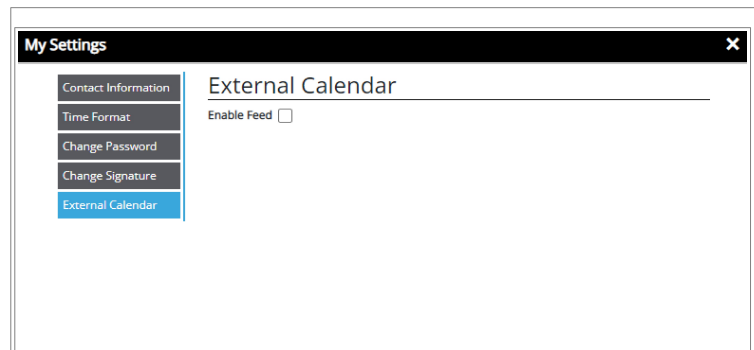 My Settings
Contact Information
Time Format
Change Password
Change Signature
External Calendar
External Calendar
Enable Feed